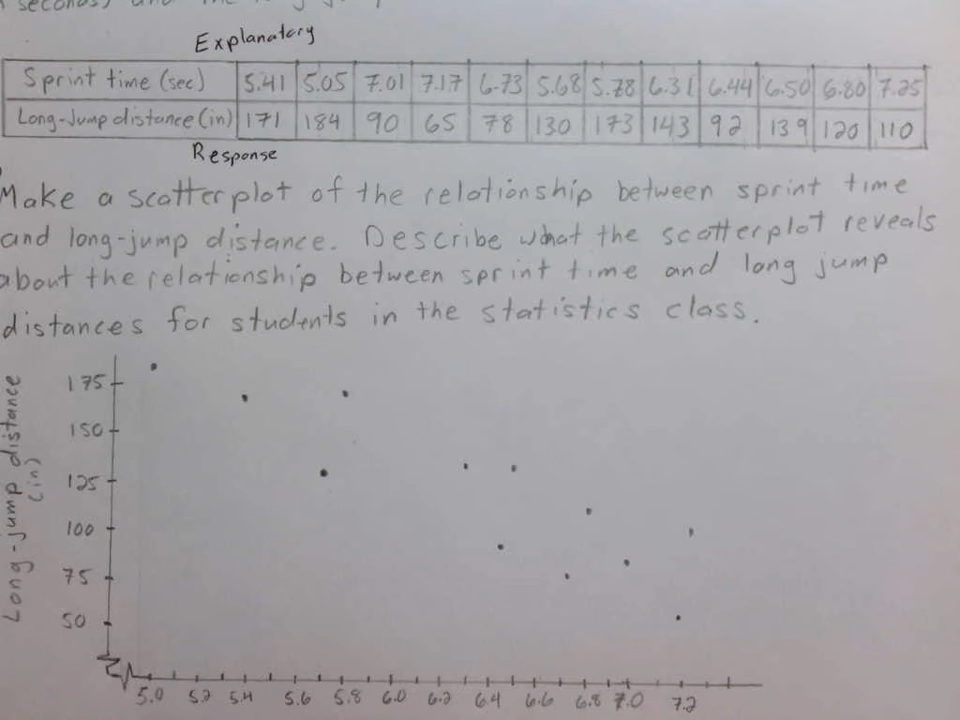 seconds) and the long jump
Explanatory
Sprint time (sec) 5.41 5.05 7.01 7.17 6.73 5.68 5.78 6.31 6.44 6.50 6.80 7.25
Long-Jump distance (in) 171 184 90 65 78 130 173 143 92 139 120 110
Response
Make a scatterplot of the relationship between sprint time
and long-jump distance. Describe what the scatterplot reveals
about the relationship between sprint time and long jump
distances for students in the statistics class.
Long-jump distance
(in)
175
150
125
100
75
50
5.0 5.2 5.4 5.6 5.8 6.0 6.2 6.4 6.6 6.8 7.0 7.2